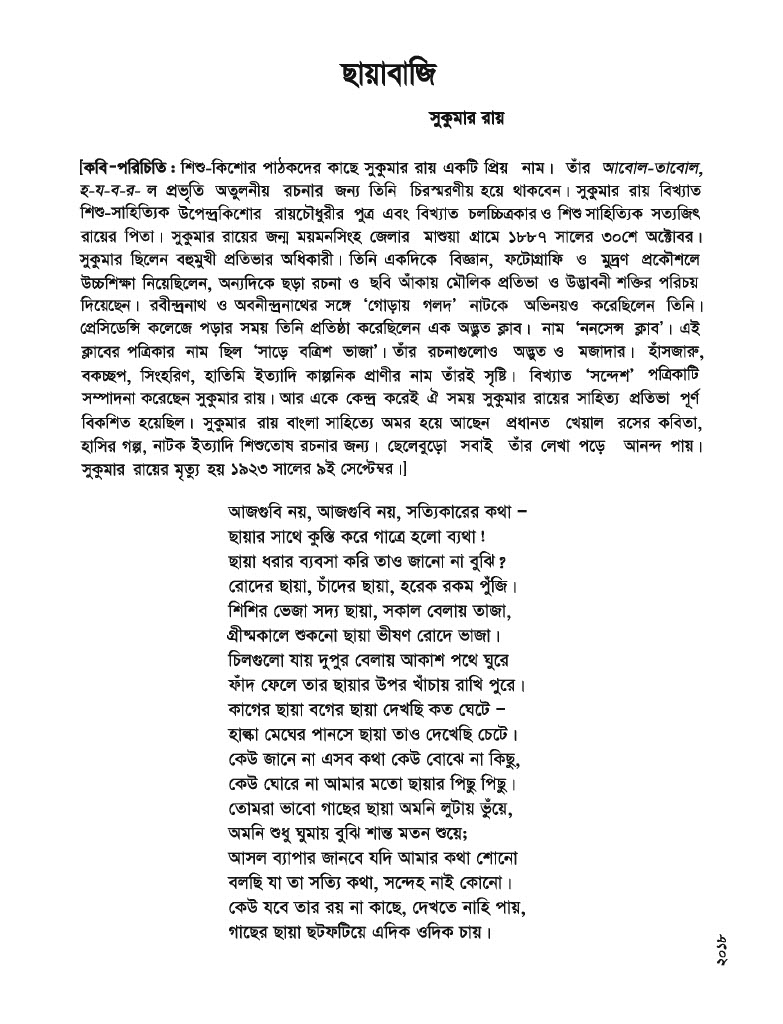 ছায়াবাজি
সুকুমার রায়
[কবি-পরিচিতি : শিশু-কিশোর পাঠকদের কাছে সুকুমার রায় একটি প্রিয় নাম। তাঁর আবোল-তাবোল,
হ-য-ব-র- ল প্রভৃতি অতুলনীয় রচনার জন্য তিনি চিরস্মরণীয় হয়ে থাকবেন। সুকুমার রায় বিখ্যাত
শিশু-সাহিত্যিক উপেন্দ্রকিশোর রায়চৌধুরীর পুত্র এবং বিখ্যাত চলচ্চিত্রকার ও শিশু সাহিত্যিক সত্যজিৎ
রায়ের পিতা। সুকুমার রায়ের জন্ম ময়মনসিংহ জেলার মাশুয়া গ্রামে ১৮৮৭ সালের ৩০শে অক্টোবর।
সুকুমার ছিলেন বহুমুখী প্রতিভার অধিকারী। তিনি একদিকে বিজ্ঞান, ফটোগ্রাফি ও মুদ্রণ প্রকৌশলে
উচ্চশিক্ষা নিয়েছিলেন, অন্যদিকে ছড়া রচনা ও ছবি আঁকায় মৌলিক প্রতিভা ও উদ্ভাবনী শক্তির পরিচয়
দিয়েছেন। রবীন্দ্রনাথ ও অবনীন্দ্রনাথের সঙ্গে ‘গোড়ায় গলদ’ নাটকে অভিনয়ও করেছিলেন তিনি।
প্রেসিডেন্সি কলেজে পড়ার সময় তিনি প্রতিষ্ঠা করেছিলেন এক অদ্ভুত ক্লাব। নাম ‘ননসেন্স ক্লাব’। এই
ক্লাবের পত্রিকার নাম ছিল ‘সাড়ে বত্রিশ ভাজা’। তাঁর রচনাগুলোও অদ্ভুত ও মজাদার। হাঁসজারু,
বকচ্ছপ, সিংহরিণ, হাতিমি ইত্যাদি কাল্পনিক প্রাণীর নাম তাঁরই সৃষ্টি। বিখ্যাত ‘সন্দেশ’ পত্রিকাটি
সম্পাদনা করেছেন সুকুমার রায়। আর একে কেন্দ্র করেই ঐ সময় সুকুমার রায়ের সাহিত্য প্রতিভা পূর্ণ
বিকশিত হয়েছিল। সুকুমার রায় বাংলা সাহিত্যে অমর হয়ে আছেন প্রধানত খেয়াল রসের কবিতা,
হাসির গল্প, নাটক ইত্যাদি শিশুতোষ রচনার জন্য। ছেলেবুড়ো সবাই তাঁর লেখা পড়ে আনন্দ পায়।
সুকুমার রায়ের মৃত্যু হয় ১৯২৩ সালের ৯ই সেপ্টেম্বর।]
আজগুবি নয়, আজগুবি নয়, সত্যিকারের কথা –
ছায়ার সাথে কুস্তি করে গাত্রে হলো ব্যথা!
ছায়া ধরার ব্যবসা করি তাও জানো না বুঝি?
রোদের ছায়া, চাঁদের ছায়া, হরেক রকম পুঁজি।
শিশির ভেজা সদ্য ছায়া, সকাল বেলায় তাজা,
গ্রীষ্মকালে শুকনো ছায়া ভীষণ রোদে ভাজা।
চিলগুলো যায় দুপুর বেলায় আকাশ পথে ঘুরে
ফাঁদ ফেলে তার ছায়ার উপর খাঁচায় রাখি পুরে।
কাগের ছায়া বগের ছায়া দেখছি কত ঘেটে –
হাল্কা মেঘের পানসে ছায়া তাও দেখেছি চেটে।
কেউ জানে না এসব কথা কেউ বোঝে না কিছু,
কেউ ঘোরে না আমার মতো ছায়ার পিছু পিছু।
তোমরা ভাবো গাছের ছায়া অমনি লুটায় ভুঁয়ে,
অমনি শুধু ঘুমায় বুঝি শান্ত মতন শুয়ে;
আসল ব্যাপার জানবে যদি আমার কথা শোনো
বলছি যা তা সত্যি কথা, সন্দেহ নাই কোনো।
কেউ যবে তার রয় না কাছে, দেখতে নাহি পায়,
গাছের ছায়া ছটফটিয়ে এদিক ওদিক চায়।
২০১৮